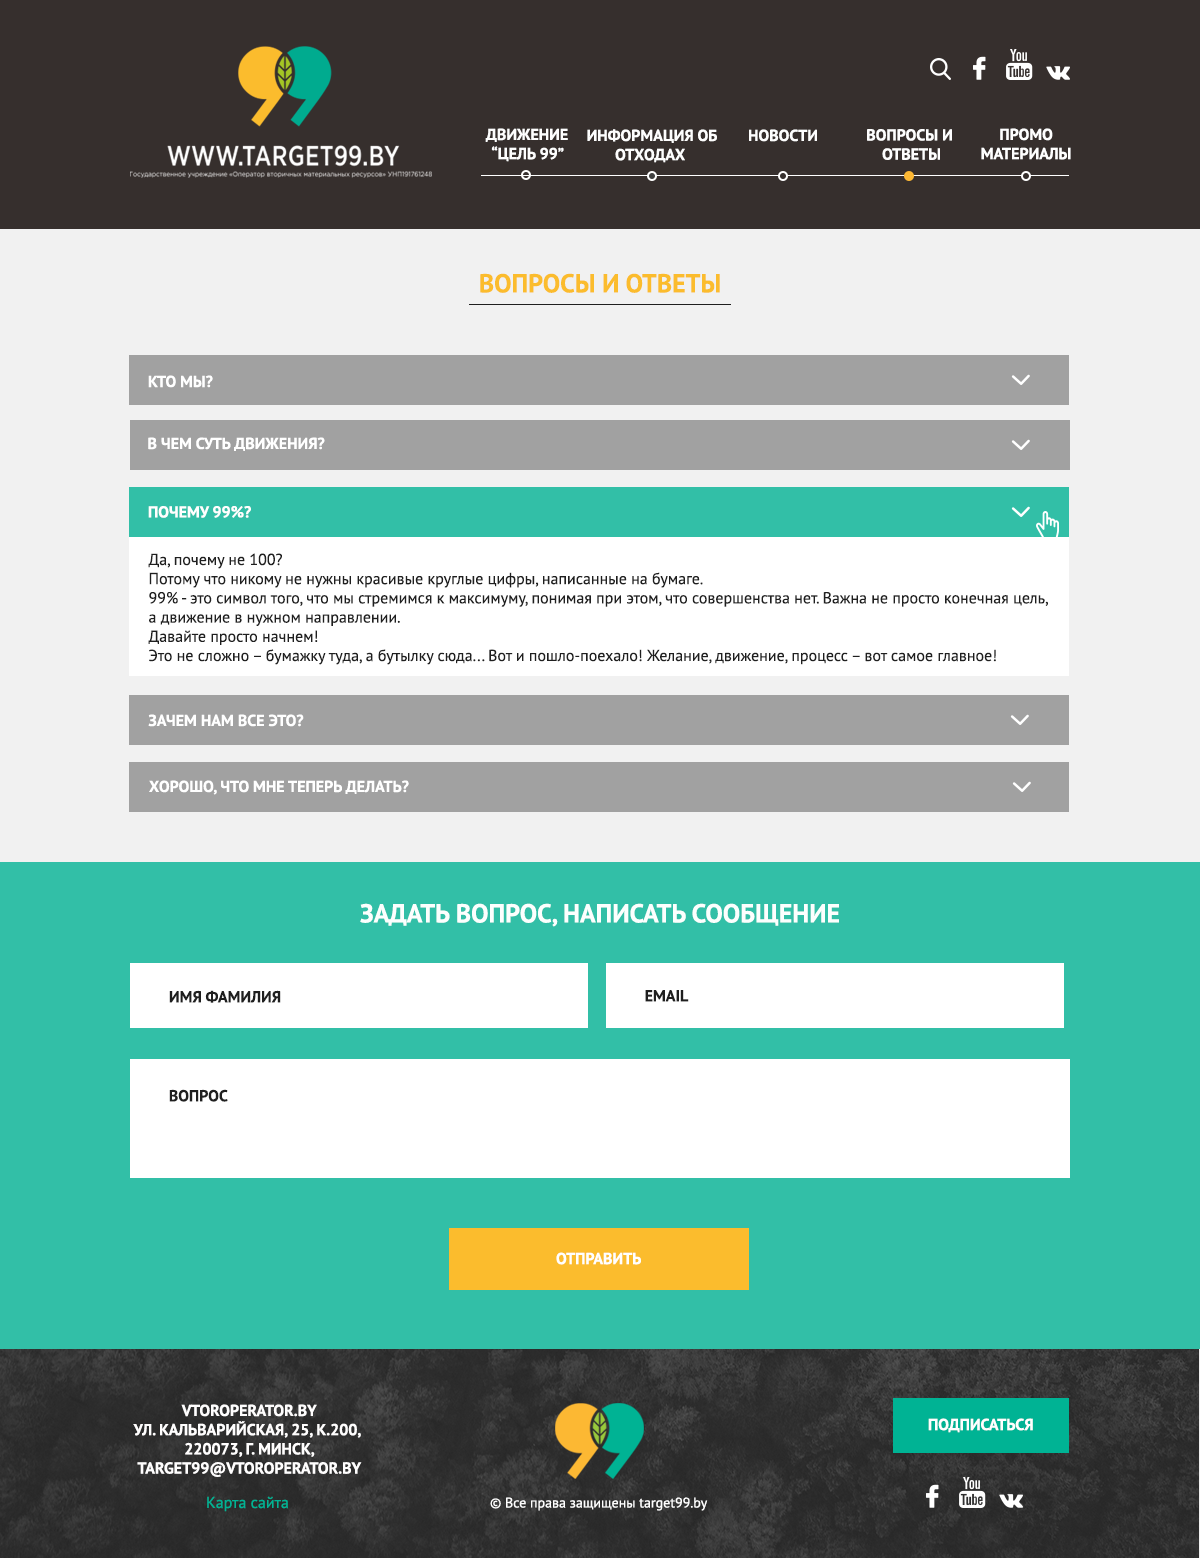 You
Tube
WWW.TARGET99.BY
Государственное учреждение «Оператор вторичных материальных ресурсов» УНП191761248
ДВИЖЕНИЕ
“ЦЕЛЬ 99”
ИНФОРМАЦИЯ ОБ
ОТХОДАХ
НОВОСТИ
ВОПРОСЫ И
ОТВЕТЫ
ПРОМО
МАТЕРИАЛЫ
ВОПРОСЫ И ОТВЕТЫ
КТО МЫ?
В ЧЕМ СУТЬ ДВИЖЕНИЯ?
ПОЧЕМУ 99%?
Да, почему не 100?
Потому что никому не нужны красивые круглые цифры, написанные на бумаге.
99% - это символ того, что мы стремимся к максимуму, понимая при этом, что совершенства нет. Важна не просто конечная цель,
а движение в нужном направлении.
Давайте просто начнем!
Это не сложно – бумажку туда, а бутылку сюда... Вот и пошло-поехало! Желание, движение, процесс – вот самое главное!
ЗАЧЕМ НАМ ВСЕ ЭТО?
ХОРОШО, ЧТО МНЕ ТЕПЕРЬ ДЕЛАТЬ?
ЗАДАТЬ ВОПРОС, НАПИСАТЬ СООБЩЕНИЕ
ИМЯ ФАМИЛИЯ
EMAIL
ВОПРОС
ОТПРАВИТЬ
VTOROPERATOR.BY
УЛ. КАЛЬВАРИЙСКАЯ, 25, К.200,
220073, Г. МИНСК,
TARGET99@VTOROPERATOR.BY
Карта сайта
© Все права защищены target99.by
ПОДПИСАТЬСЯ
You
Tube